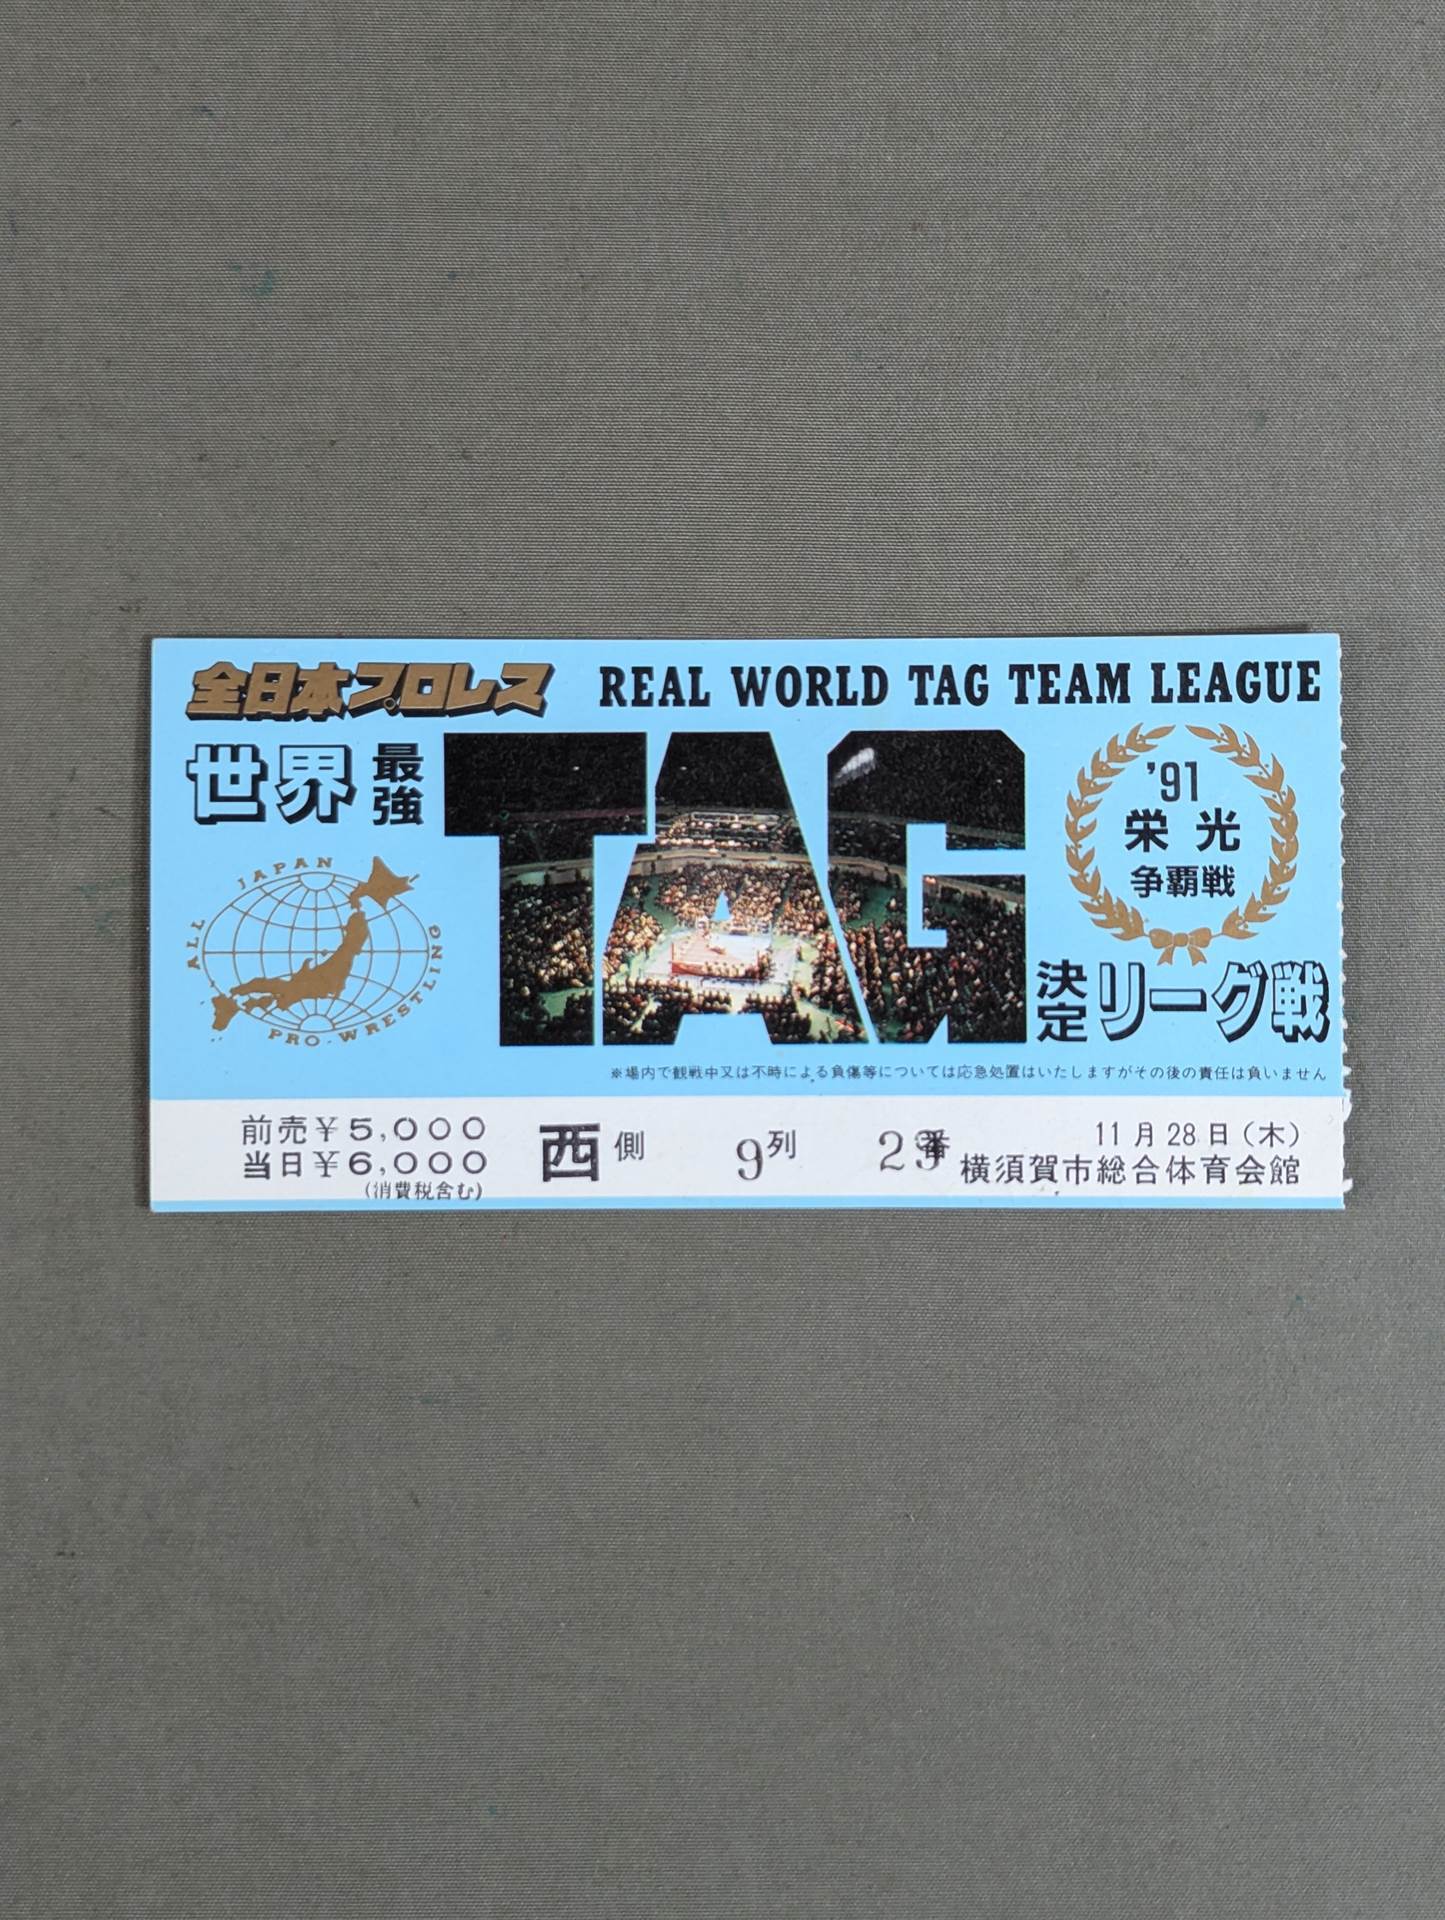 全日本プロレス REAL WORLD TAG TEAM LEAGUE
世界最強 TAG 決定リーグ戦
'91
栄光
争覇戦
ALL JAPAN PRO-WRESTLING
※場内で観戦中又は不時による負傷等については応急処置はいたしますがその後の責任は負いません
前売¥5,000
当日¥6,000
(消費税含む)
西側 9列 29番
11月28日(木)
横須賀市総合体育会館